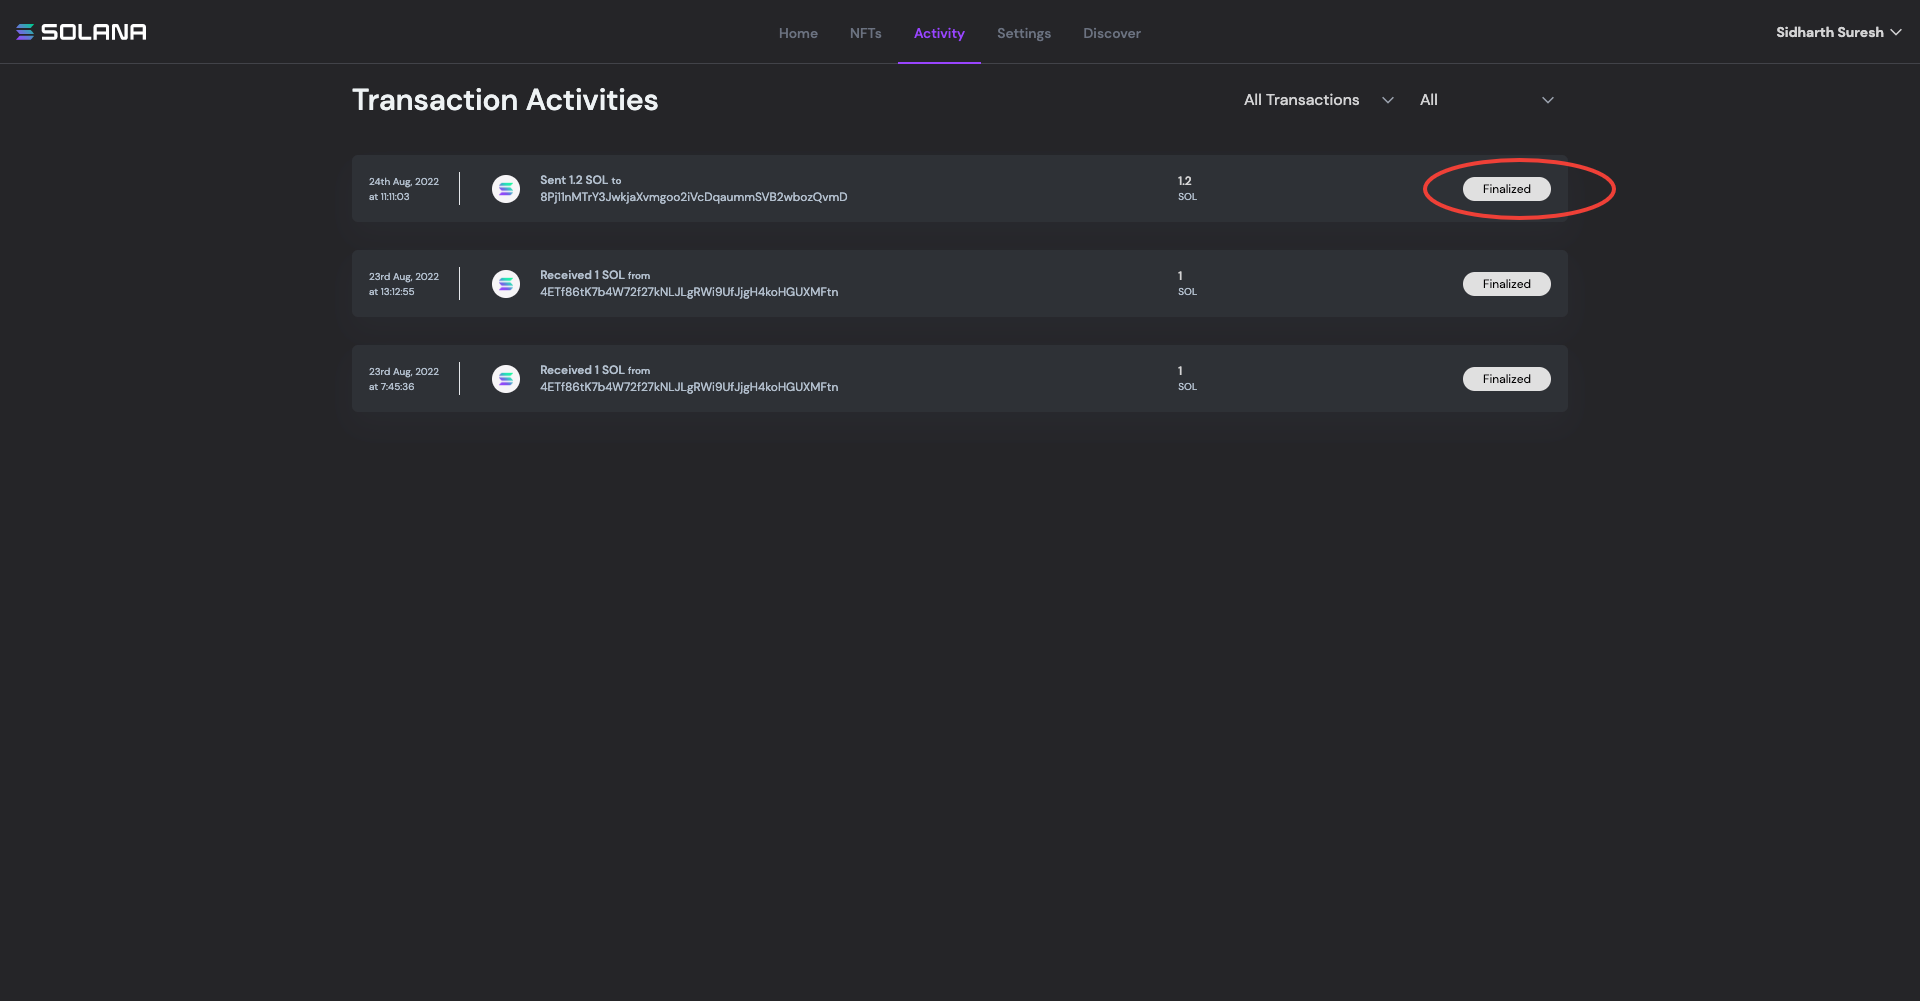 SOLANA
Home NFTs Activity Settings Discover
Sidharth Suresh
Transaction Activities
All Transactions All
24th Aug, 2022
at 11:11:03
Sent 1.2 SOL to
8Pj11nMTrY3JwkjaXvmgoo2iVcDqaummSVB2wbozQvmD
1.2
SOL
Finalized
23rd Aug, 2022
at 13:12:55
Received 1 SOL from
4ETf86tK7b4W72f27kNLJLgRWi9UfJjgH4koHGUXMFtn
1
SOL
Finalized
23rd Aug, 2022
at 7:45:36
Received 1 SOL from
4ETf86tK7b4W72f27kNLJLgRWi9UfJjgH4koHGUXMFtn
1
SOL
Finalized